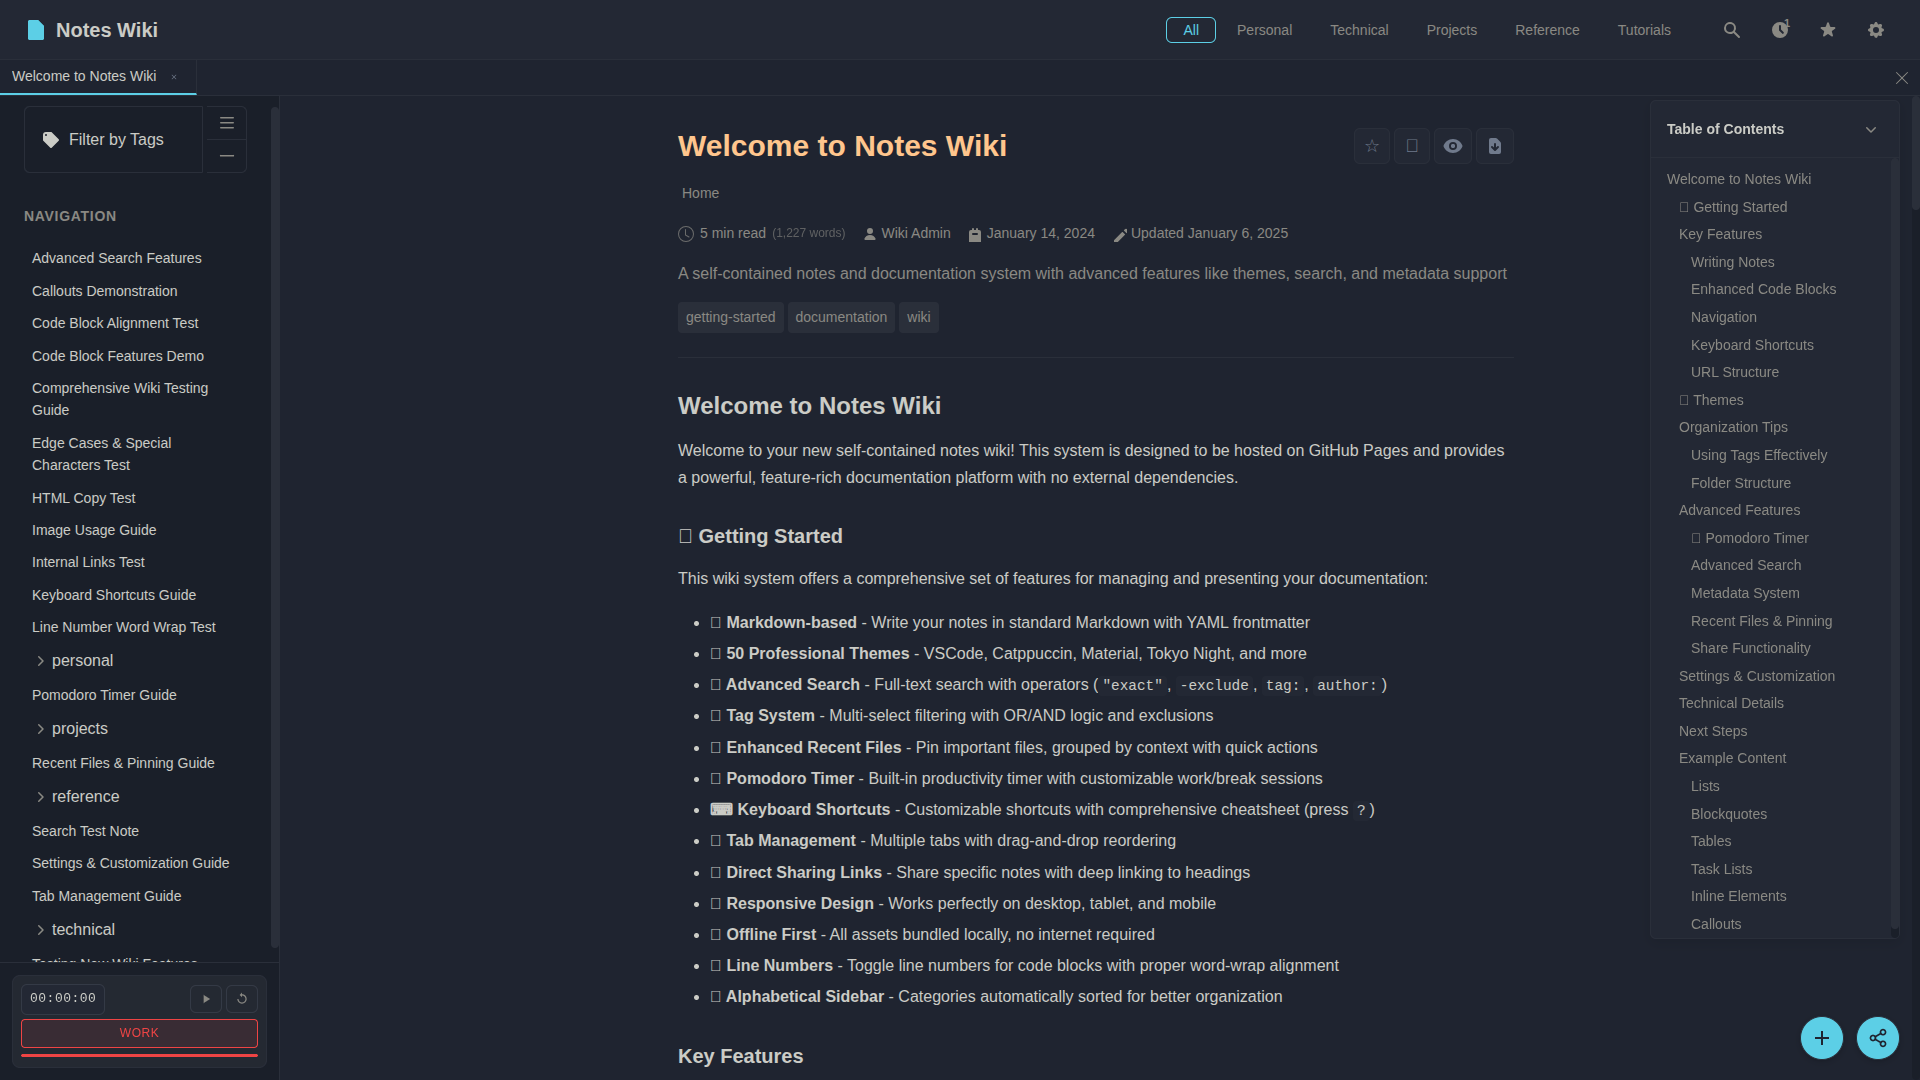 Notes Wiki
All
Personal
Technical
Projects
Reference
Tutorials
1
Welcome to Notes Wiki ×
Filter by Tags
NAVIGATION
Advanced Search Features
Callouts Demonstration
Code Block Alignment Test
Code Block Features Demo
Comprehensive Wiki Testing
Guide
Edge Cases & Special
Characters Test
HTML Copy Test
Image Usage Guide
Internal Links Test
Keyboard Shortcuts Guide
Line Number Word Wrap Test
personal
Pomodoro Timer Guide
projects
Recent Files & Pinning Guide
reference
Search Test Note
Settings & Customization Guide
Tab Management Guide
technical
Testing New Wiki Features
00:00:00
WORK
Welcome to Notes Wiki
Home
5 min read (1,227 words) Wiki Admin January 14, 2024 Updated January 6, 2025
A self-contained notes and documentation system with advanced features like themes, search, and metadata support
getting-started documentation wiki
Welcome to Notes Wiki
Welcome to your new self-contained notes wiki! This system is designed to be hosted on GitHub Pages and provides
a powerful, feature-rich documentation platform with no external dependencies.
Getting Started
This wiki system offers a comprehensive set of features for managing and presenting your documentation:
• Markdown-based - Write your notes in standard Markdown with YAML frontmatter
• 50 Professional Themes - VSCode, Catppuccin, Material, Tokyo Night, and more
• Advanced Search - Full-text search with operators ( "exact", -exclude, tag:, author: )
• Tag System - Multi-select filtering with OR/AND logic and exclusions
• Enhanced Recent Files - Pin important files, grouped by context with quick actions
• Pomodoro Timer - Built-in productivity timer with customizable work/break sessions
• ⌨ Keyboard Shortcuts - Customizable shortcuts with comprehensive cheatsheet (press ? )
• Tab Management - Multiple tabs with drag-and-drop reordering
• Direct Sharing Links - Share specific notes with deep linking to headings
• Responsive Design - Works perfectly on desktop, tablet, and mobile
• Offline First - All assets bundled locally, no internet required
• Line Numbers - Toggle line numbers for code blocks with proper word-wrap alignment
• Alphabetical Sidebar - Categories automatically sorted for better organization
Key Features
Table of Contents
Welcome to Notes Wiki
Getting Started
Key Features
Writing Notes
Enhanced Code Blocks
Navigation
Keyboard Shortcuts
URL Structure
Themes
Organization Tips
Using Tags Effectively
Folder Structure
Advanced Features
Pomodoro Timer
Advanced Search
Metadata System
Recent Files & Pinning
Share Functionality
Settings & Customization
Technical Details
Next Steps
Example Content
Lists
Blockquotes
Tables
Task Lists
Inline Elements
Callouts